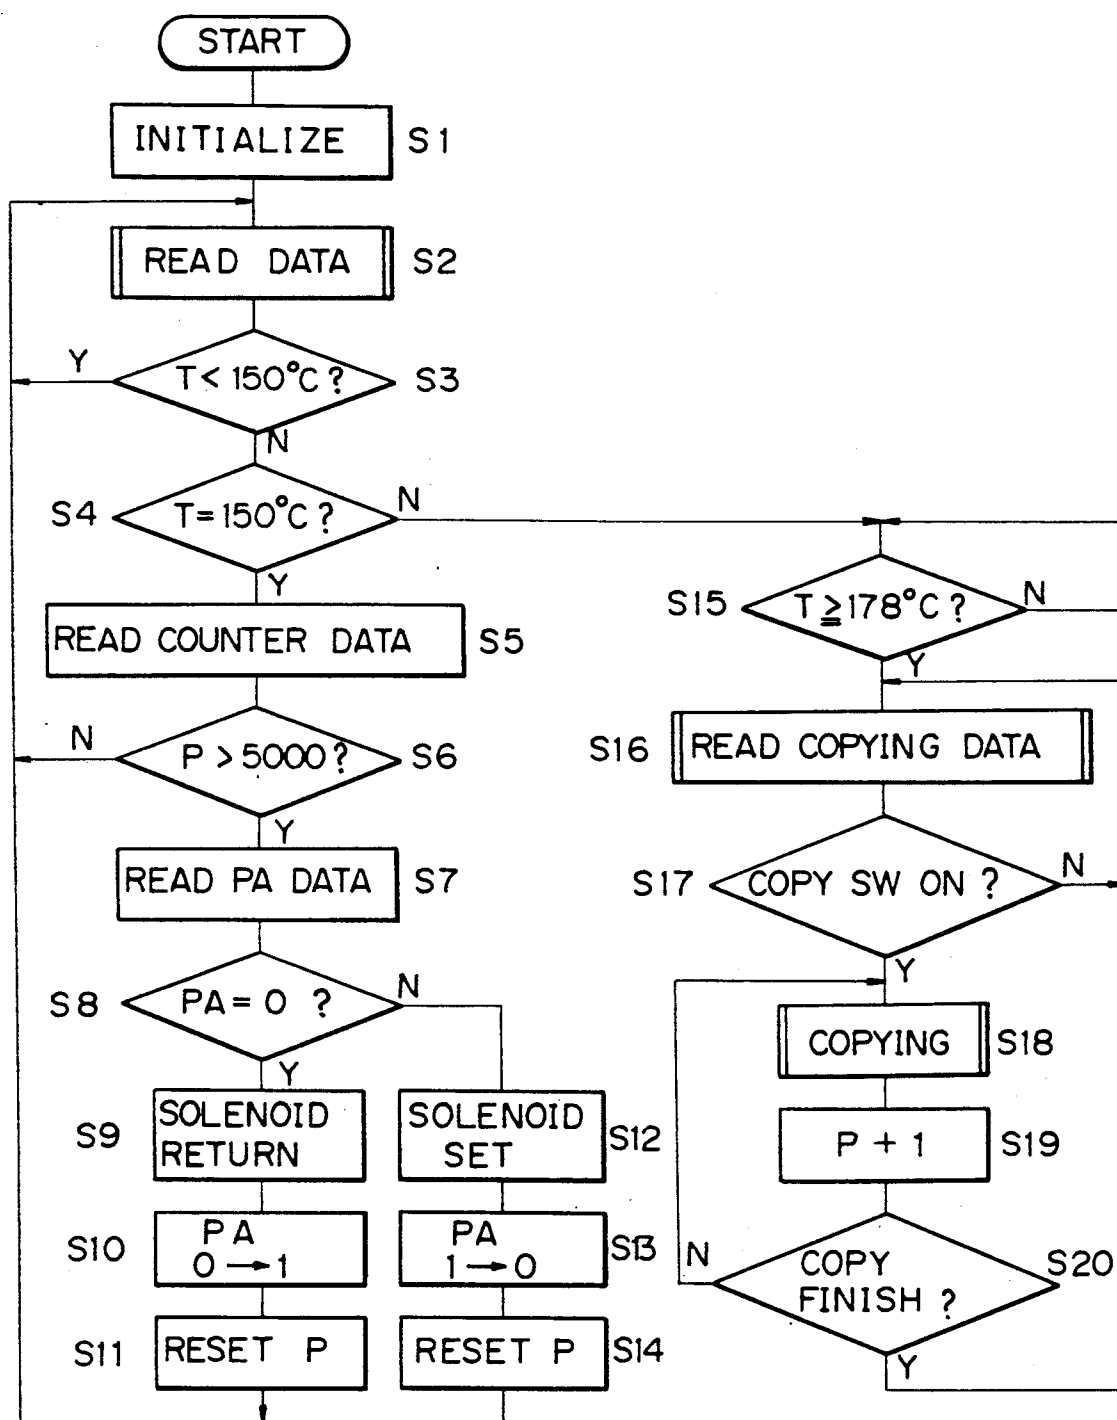 START
INITIALIZE S1
READ DATA S2
Y
T < 150°C ? S3
N
S4 T = 150°C ? N
Y
READ COUNTER DATA S5
N P > 5000 ? S6
Y
READ PA DATA S7
S8 PA = 0 ? N
Y
S9 SOLENOID
RETURN
SOLENOID
SET S12
S10 PA
0 → 1
PA
1 → 0 S13
S11 RESET P
RESET P S14
S15 T ≧ 178°C ? N
Y
S16 READ COPYING DATA
S17 COPY SW ON ? N
Y
COPYING S18
P + 1 S19
N COPY
FINISH ? S20
Y